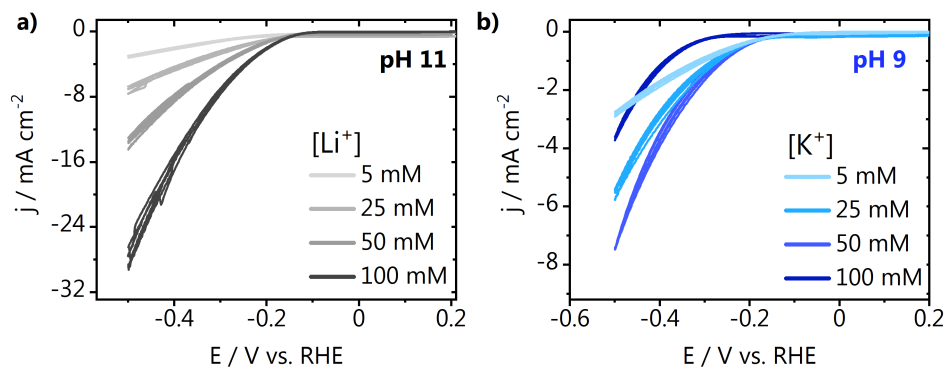 a)
0
-8
-16
-24
-32
j / mA cm⁻²
pH 11
[Li⁺]
5 mM
25 mM
50 mM
100 mM
-0.4
-0.2
0
0.2
E / V vs. RHE
b)
0
-2
-4
-6
-8
j / mA cm⁻²
pH 9
[K⁺]
5 mM
25 mM
50 mM
100 mM
-0.6
-0.4
-0.2
0
0.2
E / V vs. RHE